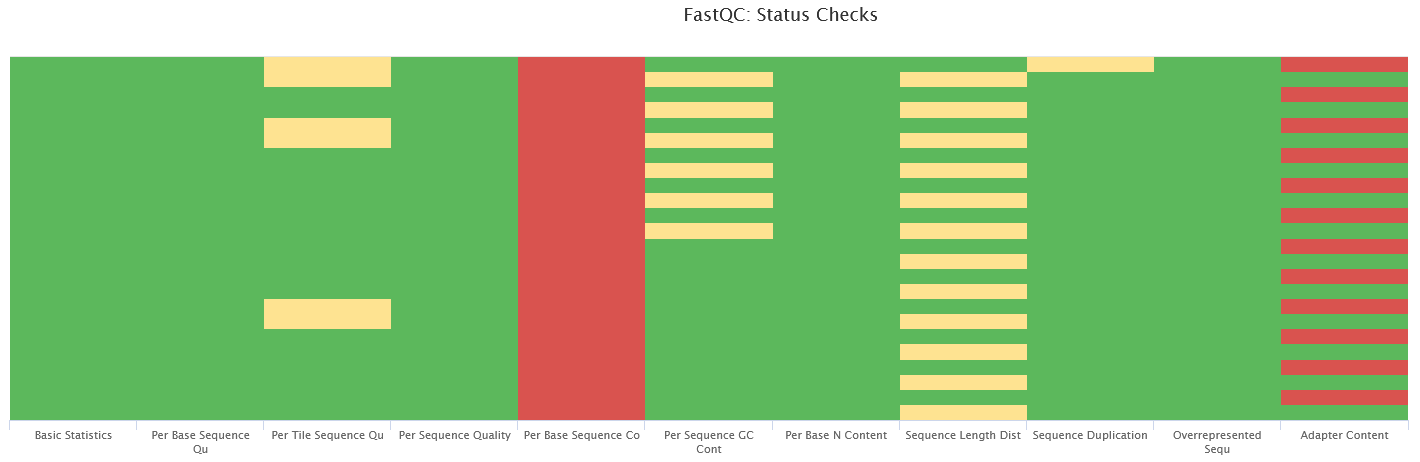 FastQC: Status Checks
Basic Statistics
Per Base Sequence
Qu
Per Tile Sequence Qu
Per Sequence Quality
Per Base Sequence Co
Per Sequence GC
Cont
Per Base N Content
Sequence Length Dist
Sequence Duplication
Overrepresented
Sequ
Adapter Content